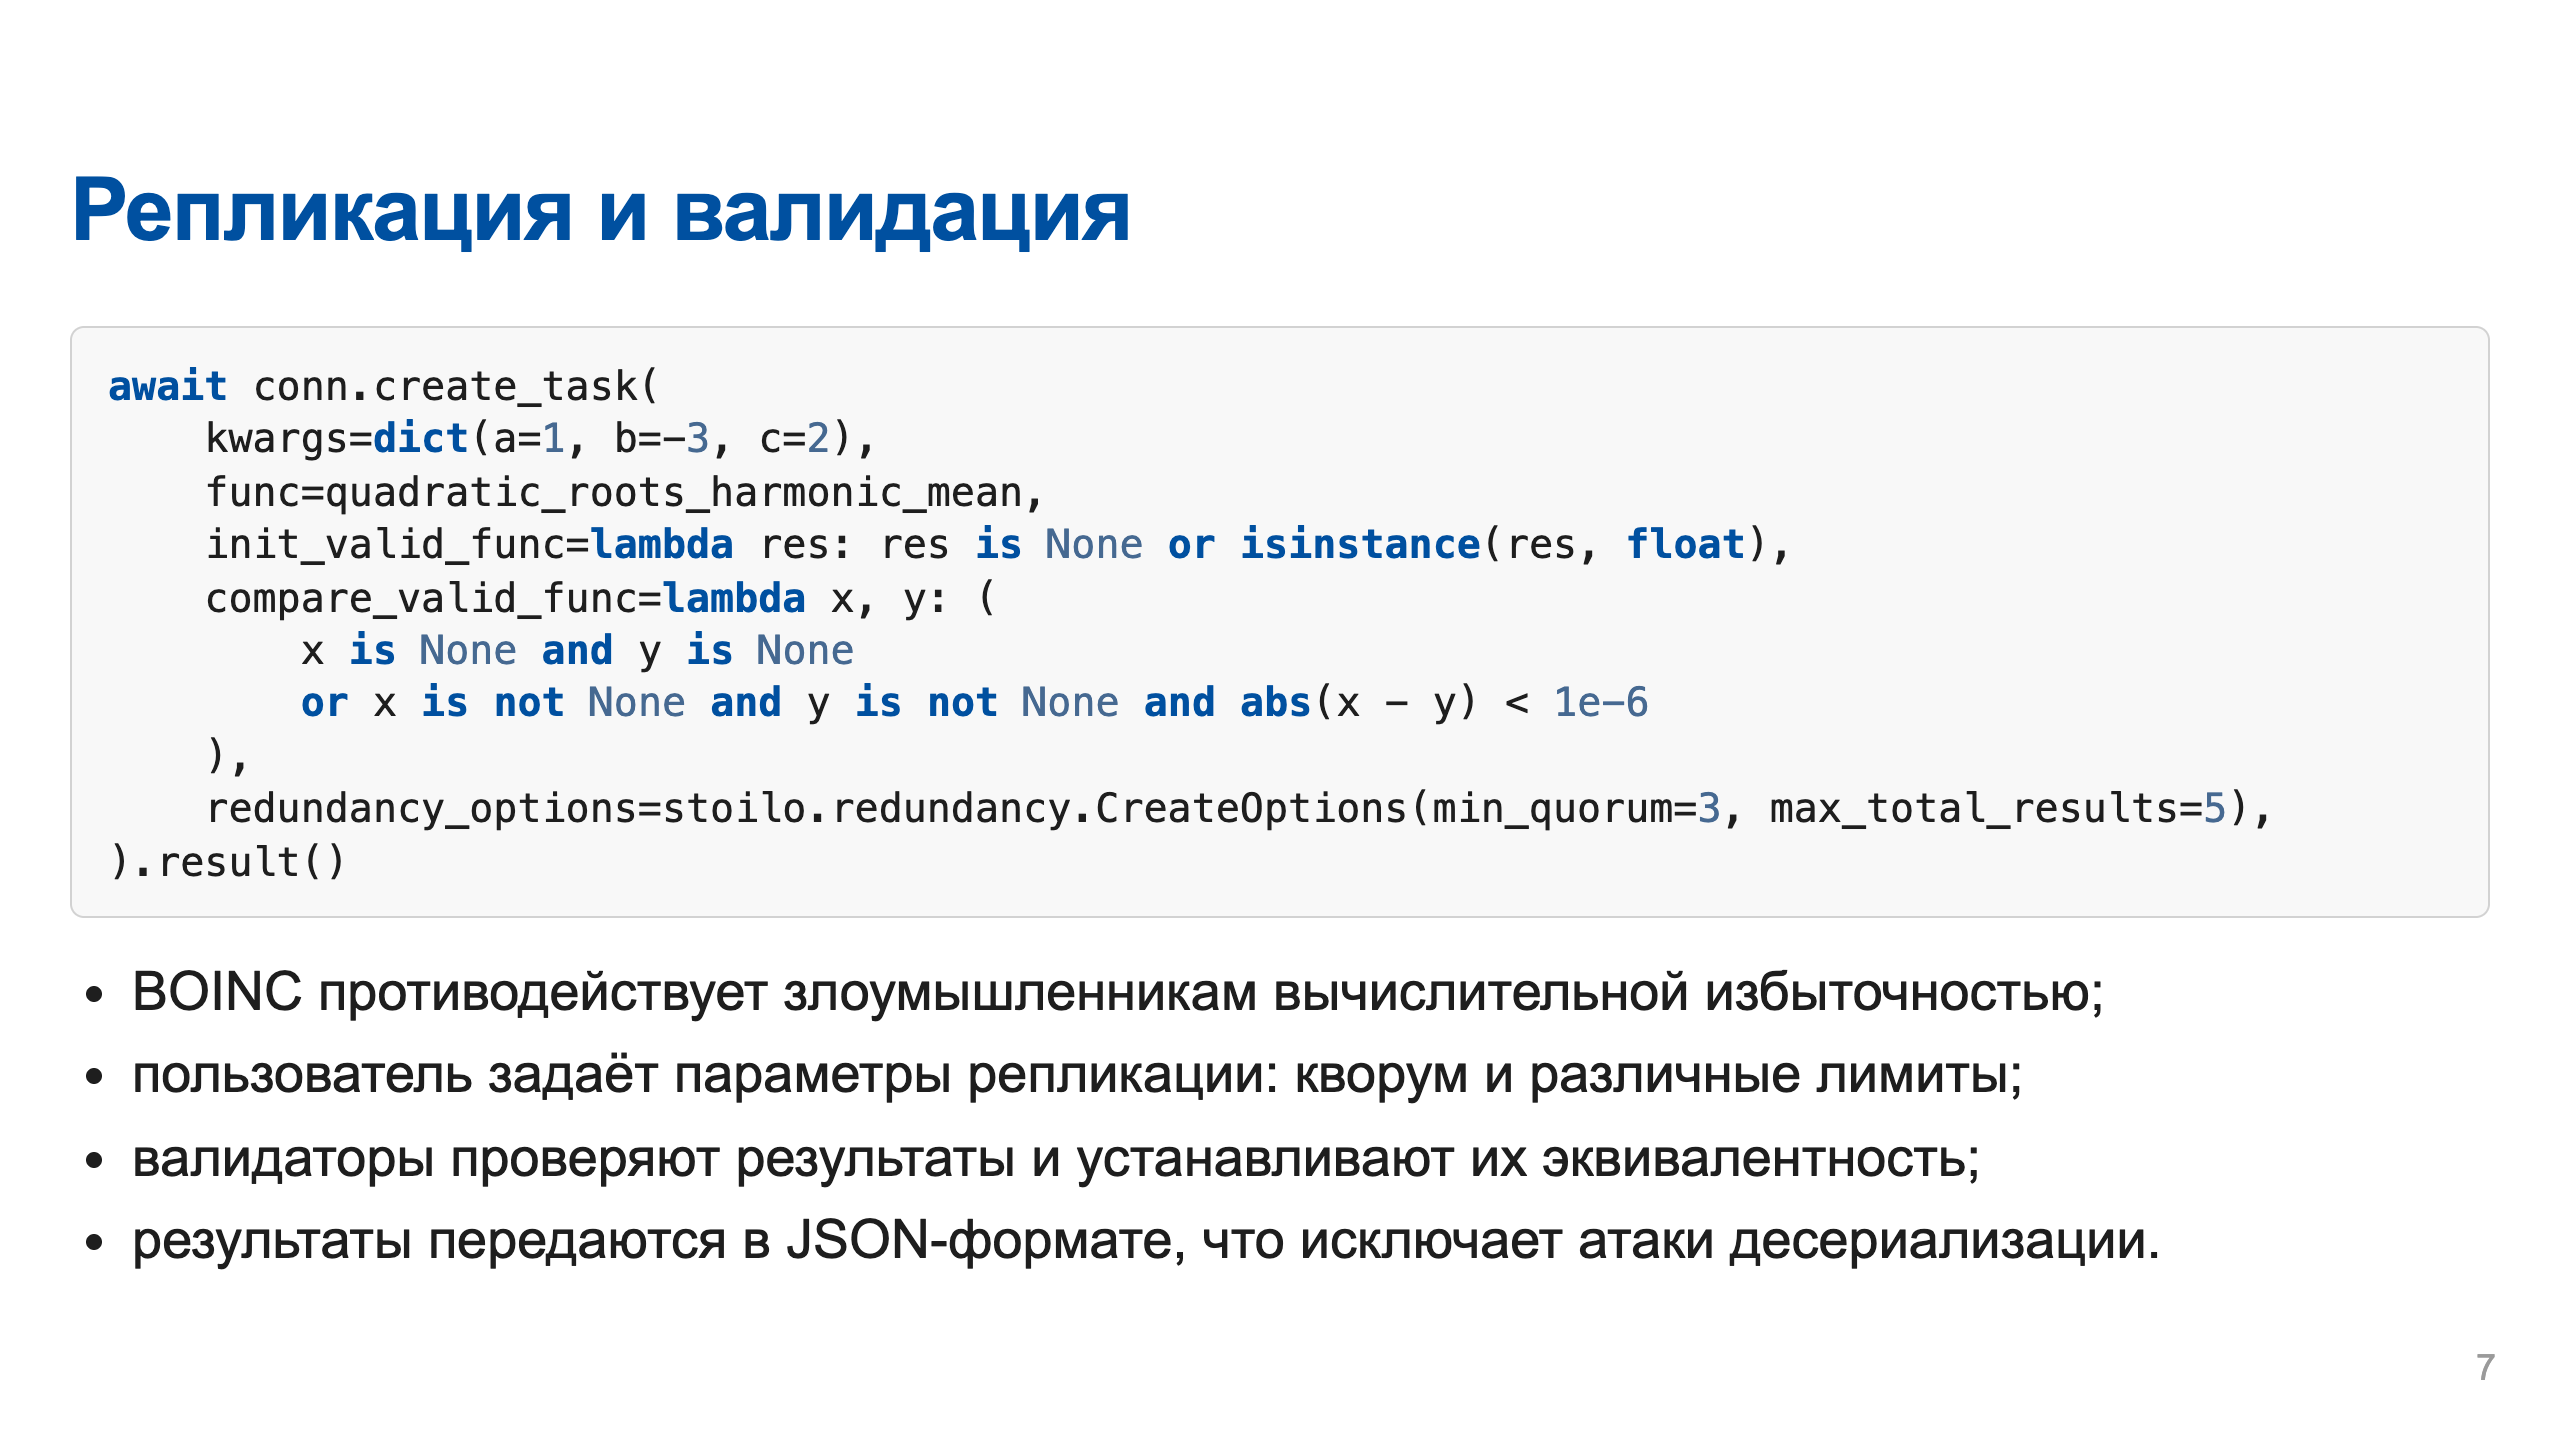 Репликация и валидация
await conn.create_task(
    kwargs=dict(a=1, b=-3, c=2),
    func=quadratic_roots_harmonic_mean,
    init_valid_func=lambda res: res is None or isinstance(res, float),
    compare_valid_func=lambda x, y: (
        x is None and y is None
        or x is not None and y is not None and abs(x - y) < 1e-6
    ),
    redundancy_options=stoilo.redundancy.CreateOptions(min_quorum=3, max_total_results=5),
).result()
• BOINC противодействует злоумышленникам вычислительной избыточностью;
• пользователь задаёт параметры репликации: кворум и различные лимиты;
• валидаторы проверяют результаты и устанавливают их эквивалентность;
• результаты передаются в JSON-формате, что исключает атаки десериализации.
7